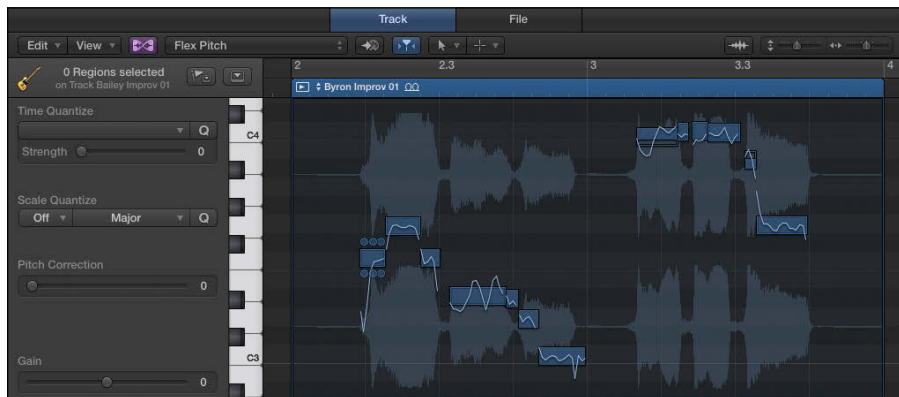 Track File
Edit View Flex Pitch
2 2.3 3 3.3 4
0 Regions selected
on Track Bailey Improv 01
Byron Improv 01
Time Quantize
Q
C4
Strength 0
Scale Quantize
Off Major Q
Pitch Correction
0
C3
Gain
0